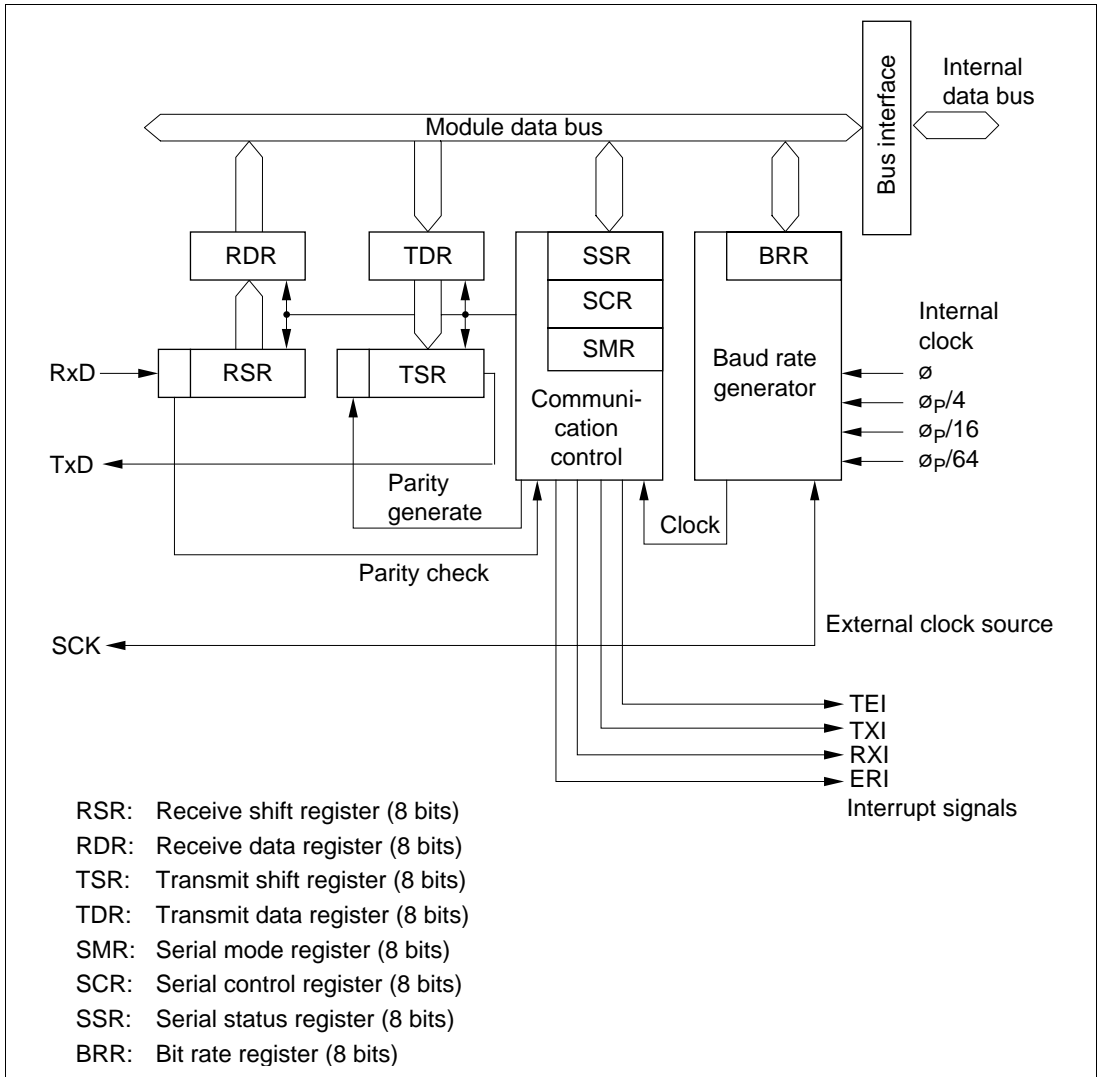 Internal
data bus
Bus interface
Module data bus
RDR
TDR
SSR
BRR
SCR
SMR
Internal
clock
RxD
RSR
TSR
Baud rate
generator
ø
øP/4
øP/16
øP/64
Communi-
cation
control
TxD
Parity
generate
Clock
Parity check
External clock source
SCK
TEI
TXI
RXI
ERI
Interrupt signals
RSR: Receive shift register (8 bits)
RDR: Receive data register (8 bits)
TSR: Transmit shift register (8 bits)
TDR: Transmit data register (8 bits)
SMR: Serial mode register (8 bits)
SCR: Serial control register (8 bits)
SSR: Serial status register (8 bits)
BRR: Bit rate register (8 bits)